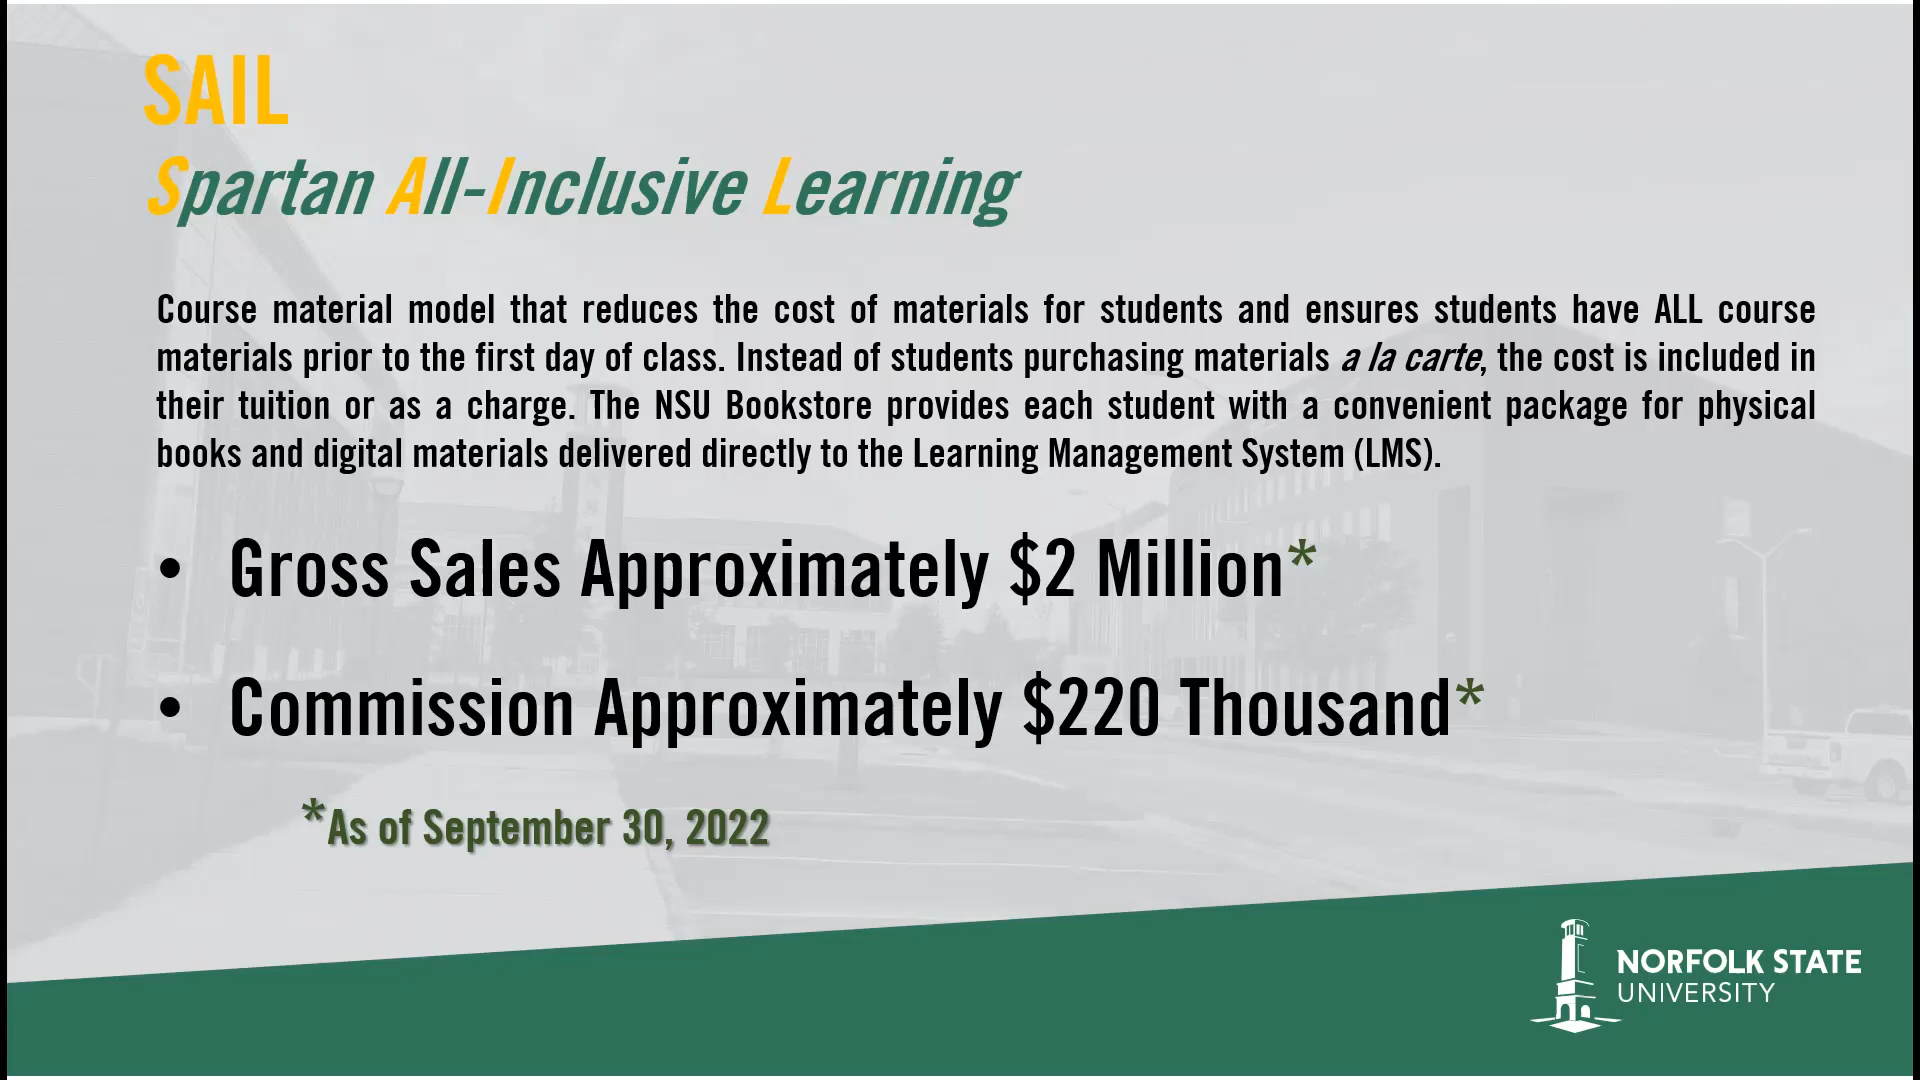 SAIL
Spartan All-Inclusive Learning
Course material model that reduces the cost of materials for students and ensures students have ALL course
materials prior to the first day of class. Instead of students purchasing materials a la carte, the cost is included in
their tuition or as a charge. The NSU Bookstore provides each student with a convenient package for physical
books and digital materials delivered directly to the Learning Management System (LMS).
• Gross Sales Approximately $2 Million*
• Commission Approximately $220 Thousand*
*As of September 30, 2022
NORFOLK STATE
UNIVERSITY